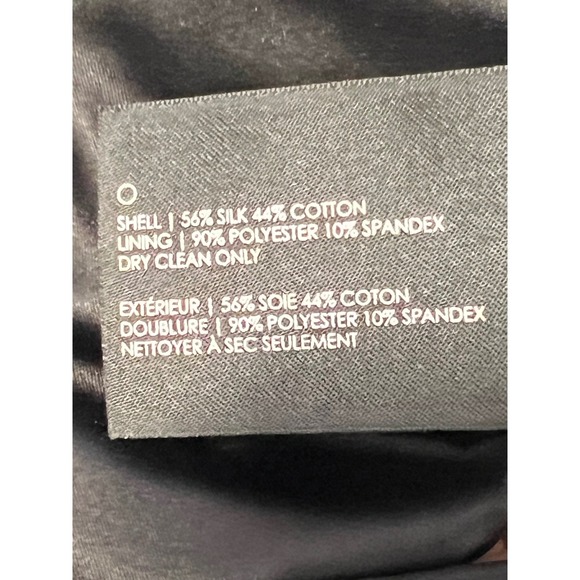 SHELL | 56% SILK 44% COTTON
LINING | 90% POLYESTER 10% SPANDEX
DRY CLEAN ONLY
EXTÉRIEUR | 56% SOIE 44% COTON
DOUBLURE | 90% POLYESTER 10% SPANDEX
NETTOYER À SEC SEULEMENT